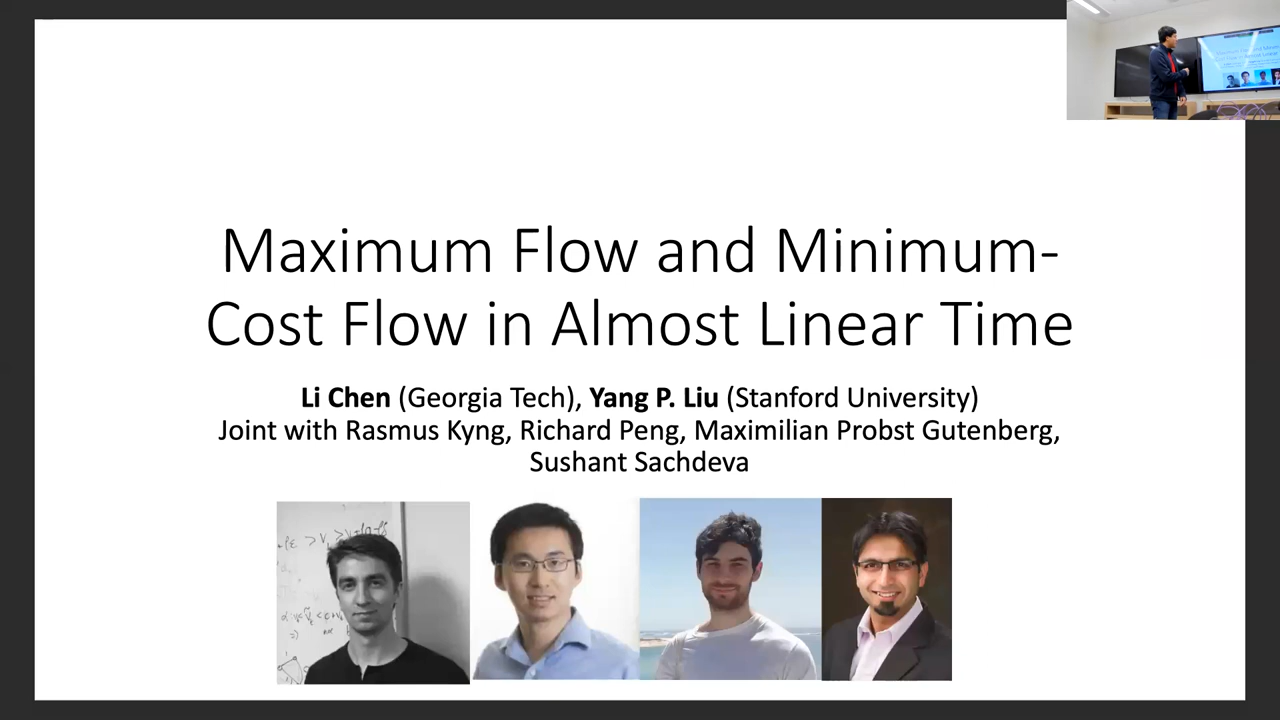 Maximum Flow and Minimum-
Cost Flow in Almost Linear Time
Li Chen (Georgia Tech), Yang P. Liu (Stanford University)
Joint with Rasmus Kyng, Richard Peng, Maximilian Probst Gutenberg,
Sushant Sachdeva